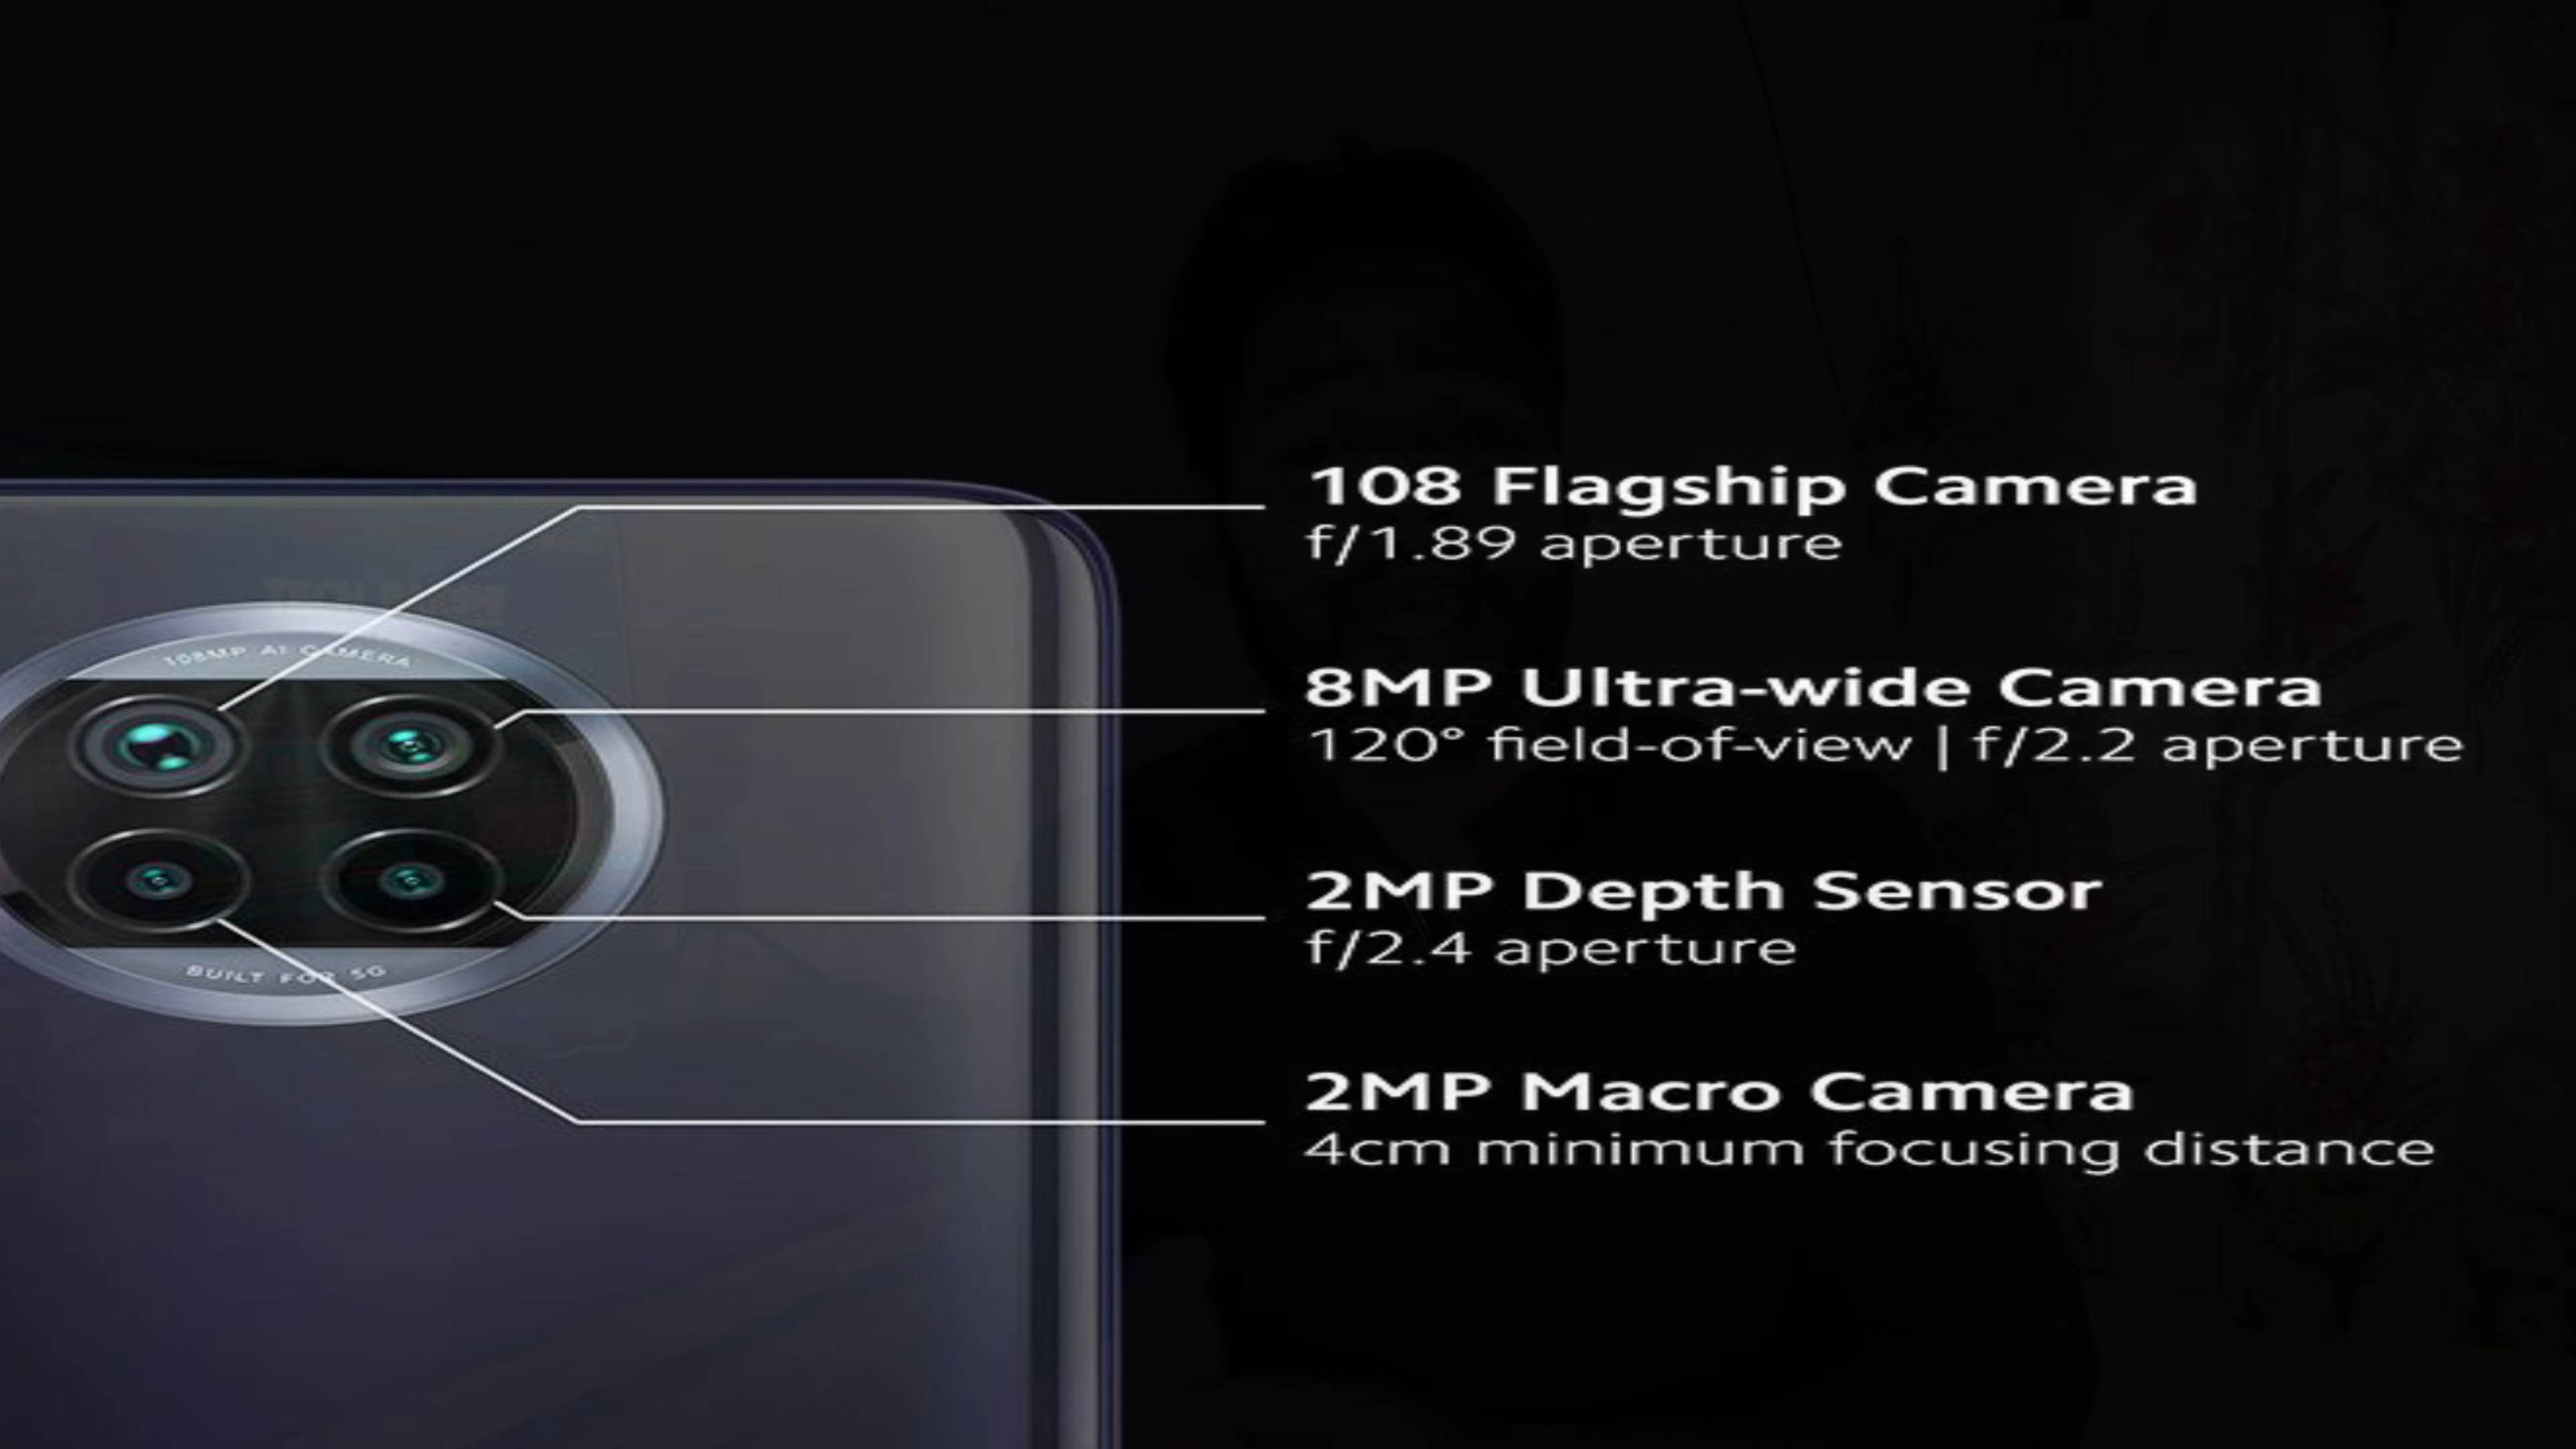 108 Flagship Camera
f/1.89 aperture
108MP AI CAMERA
8MP Ultra-wide Camera
120° field-of-view | f/2.2 aperture
2MP Depth Sensor
f/2.4 aperture
BUILT FOR 5G
2MP Macro Camera
4cm minimum focusing distance